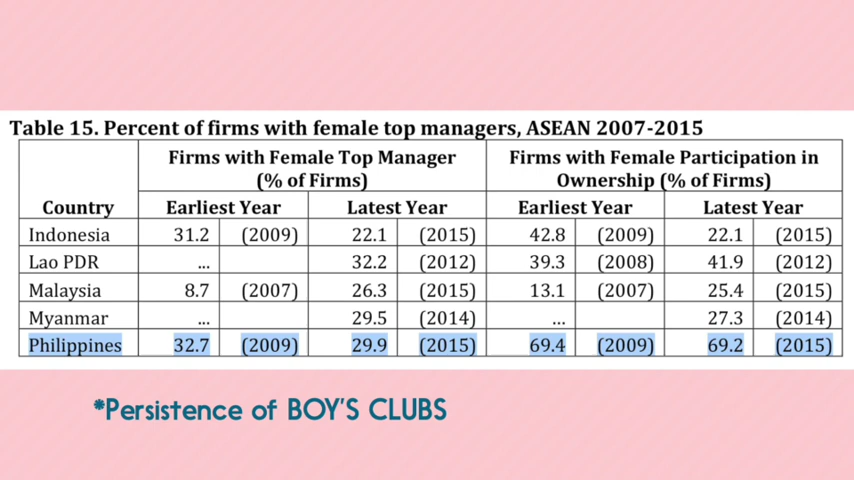 Table 15. Percent of firms with female top managers, ASEAN 2007-2015
Firms with Female Top Manager Firms with Female Participation in
(% of Firms) Ownership (% of Firms)
Country Earliest Year Latest Year Earliest Year Latest Year
Indonesia 31.2 (2009) 22.1 (2015) 42.8 (2009) 22.1 (2015)
Lao PDR ... 32.2 (2012) 39.3 (2008) 41.9 (2012)
Malaysia 8.7 (2007) 26.3 (2015) 13.1 (2007) 25.4 (2015)
Myanmar ... 29.5 (2014) ... 27.3 (2014)
Philippines 32.7 (2009) 29.9 (2015) 69.4 (2009) 69.2 (2015)
*Persistence of BOY'S CLUBS